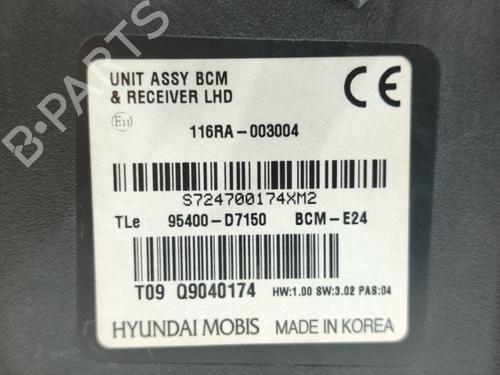 B-PARTS
UNIT ASSY BCM
& RECEIVER LHD
CE
E11
116RA-003004
S724700174XM2
TLe 95400-D7150 BCM-E24
T09 Q9040174 HW:1.00 SW:3.02 PAS:04
HYUNDAI MOBIS MADE IN KOREA